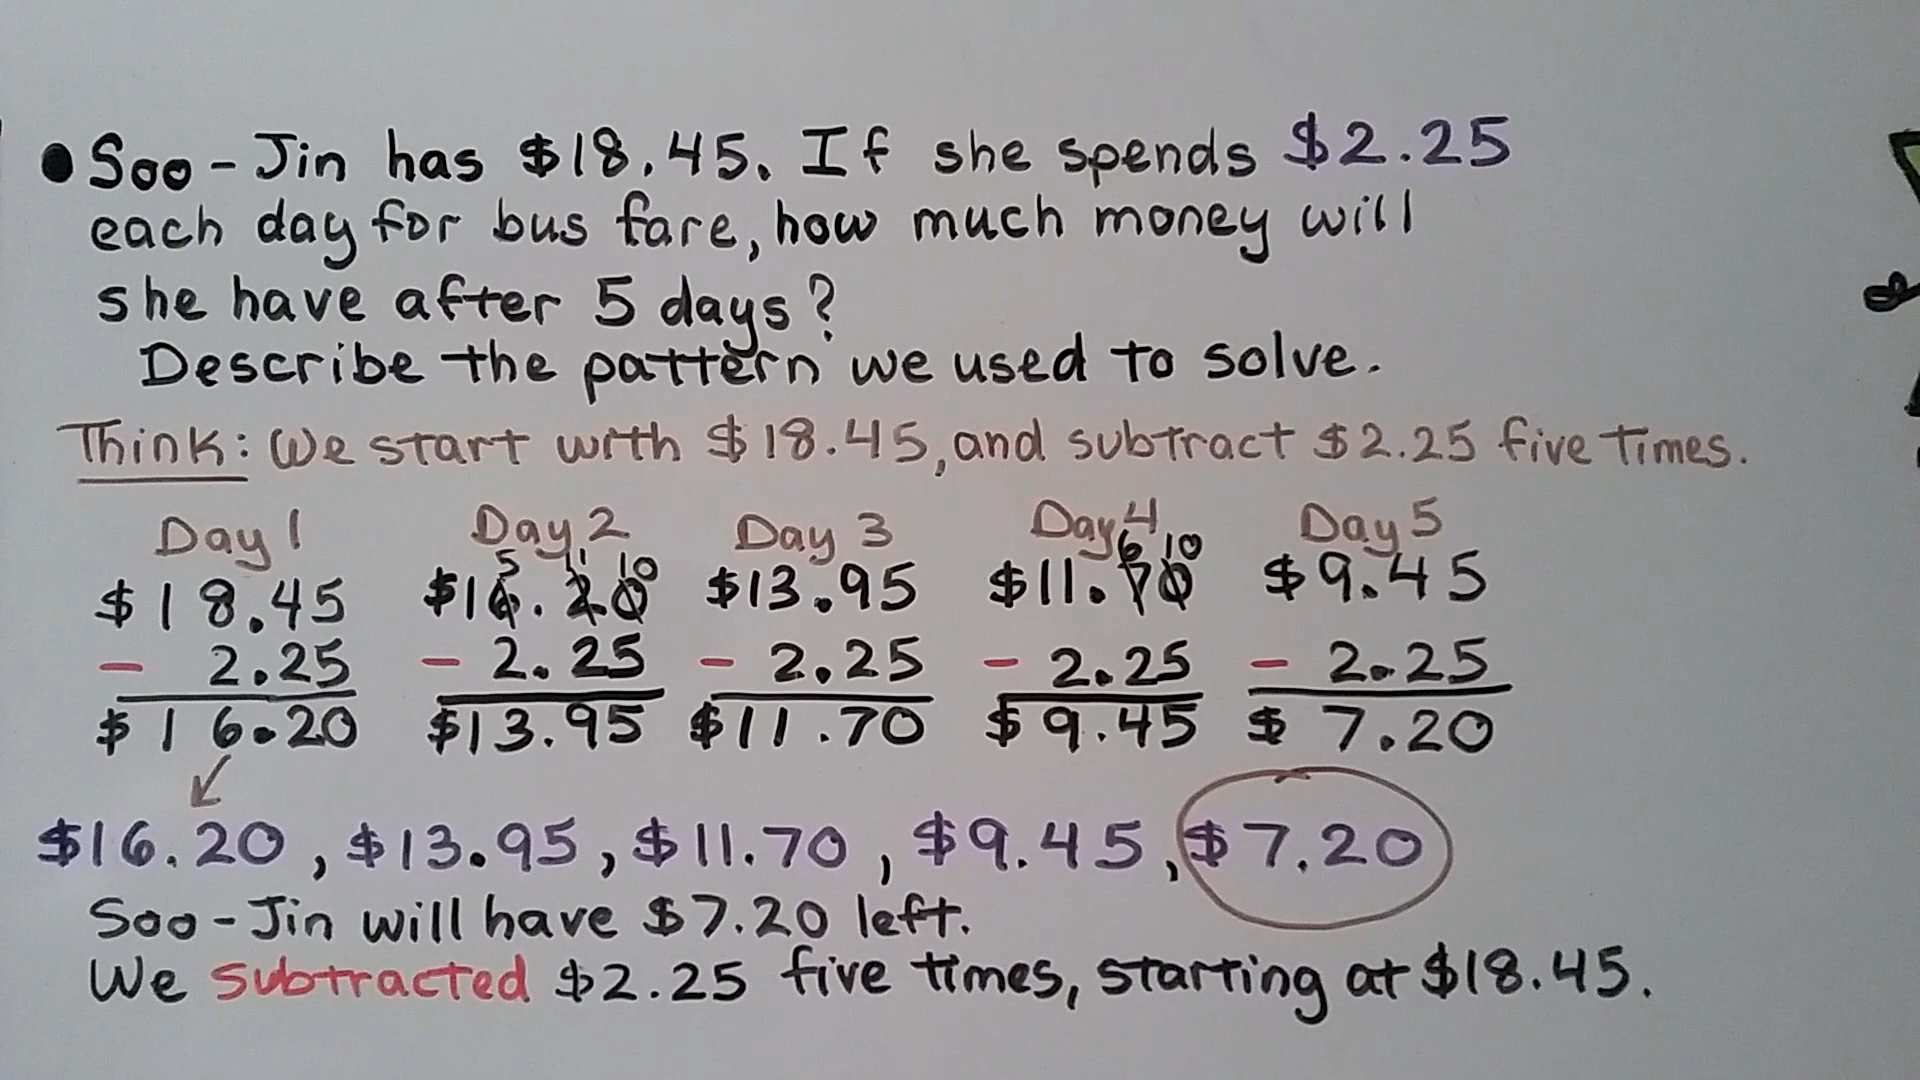 • Soo-Jin has $18.45. If she spends $2.25
each day for bus fare, how much money will
she have after 5 days?
Describe the pattern we used to solve.
Think: We start with $18.45, and subtract $2.25 five times.
Day 1 Day 2 Day 3 Day 4 Day 5
5 11 10 6 10
$18.45 $16.20 $13.95 $11.70 $9.45
- 2.25 - 2.25 - 2.25 - 2.25 - 2.25
$16.20 $13.95 $11.70 $9.45 $7.20
$16.20, $13.95, $11.70, $9.45, $7.20
Soo-Jin will have $7.20 left.
We subtracted $2.25 five times, starting at $18.45.